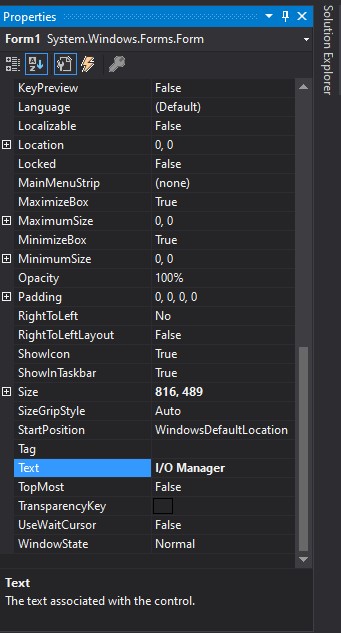 Properties
Form1 System.Windows.Forms.Form
KeyPreview False
Language (Default)
Localizable False
Location 0, 0
Locked False
MainMenuStrip (none)
MaximizeBox True
MaximumSize 0, 0
MinimizeBox True
MinimumSize 0, 0
Opacity 100%
Padding 0, 0, 0, 0
RightToLeft No
RightToLeftLayout False
ShowIcon True
ShowInTaskbar True
Size 816, 489
SizeGripStyle Auto
StartPosition WindowsDefaultLocation
Tag
Text I/O Manager
TopMost False
TransparencyKey
UseWaitCursor False
WindowState Normal
Text
The text associated with the control.
Solution Explorer